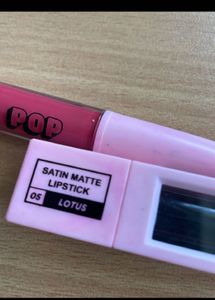 POP
SATIN MATTE
LIPSTICK
05 LOTUS